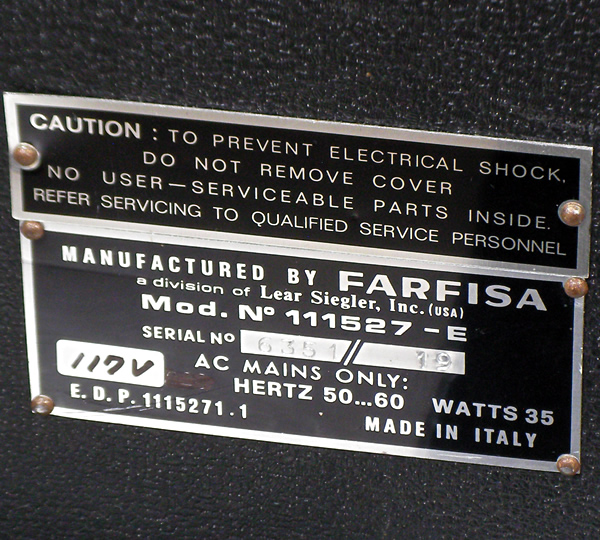 CAUTION : TO PREVENT ELECTRICAL SHOCK,
DO NOT REMOVE COVER
NO USER—SERVICEABLE PARTS INSIDE.
REFER SERVICING TO QUALIFIED SERVICE PERSONNEL
MANUFACTURED BY FARFISA
a division of Lear Siegler, Inc. (USA)
Mod. Nº 111527 - E
SERIAL Nº 6351 // 19
117V AC MAINS ONLY:
HERTZ 50...60 WATTS 35
E. D. P. 1115271.1 MADE IN ITALY